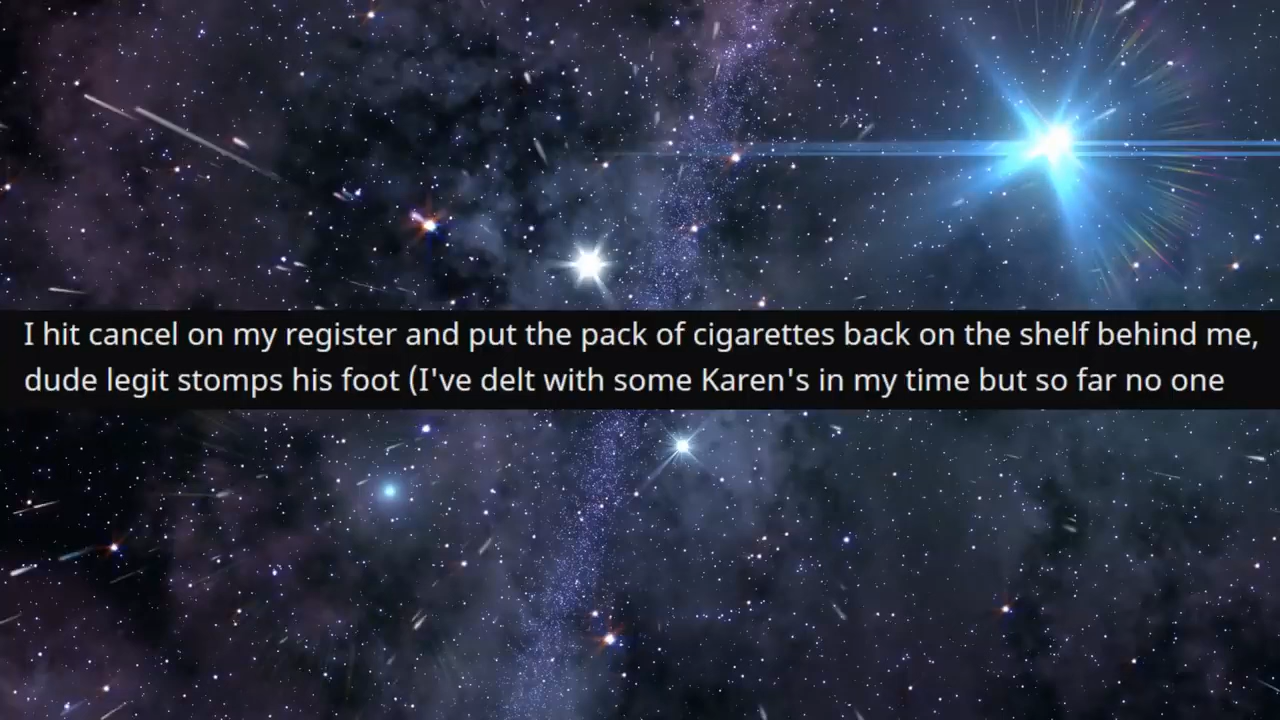 I hit cancel on my register and put the pack of cigarettes back on the shelf behind me,
dude legit stomps his foot (I've delt with some Karen's in my time but so far no one